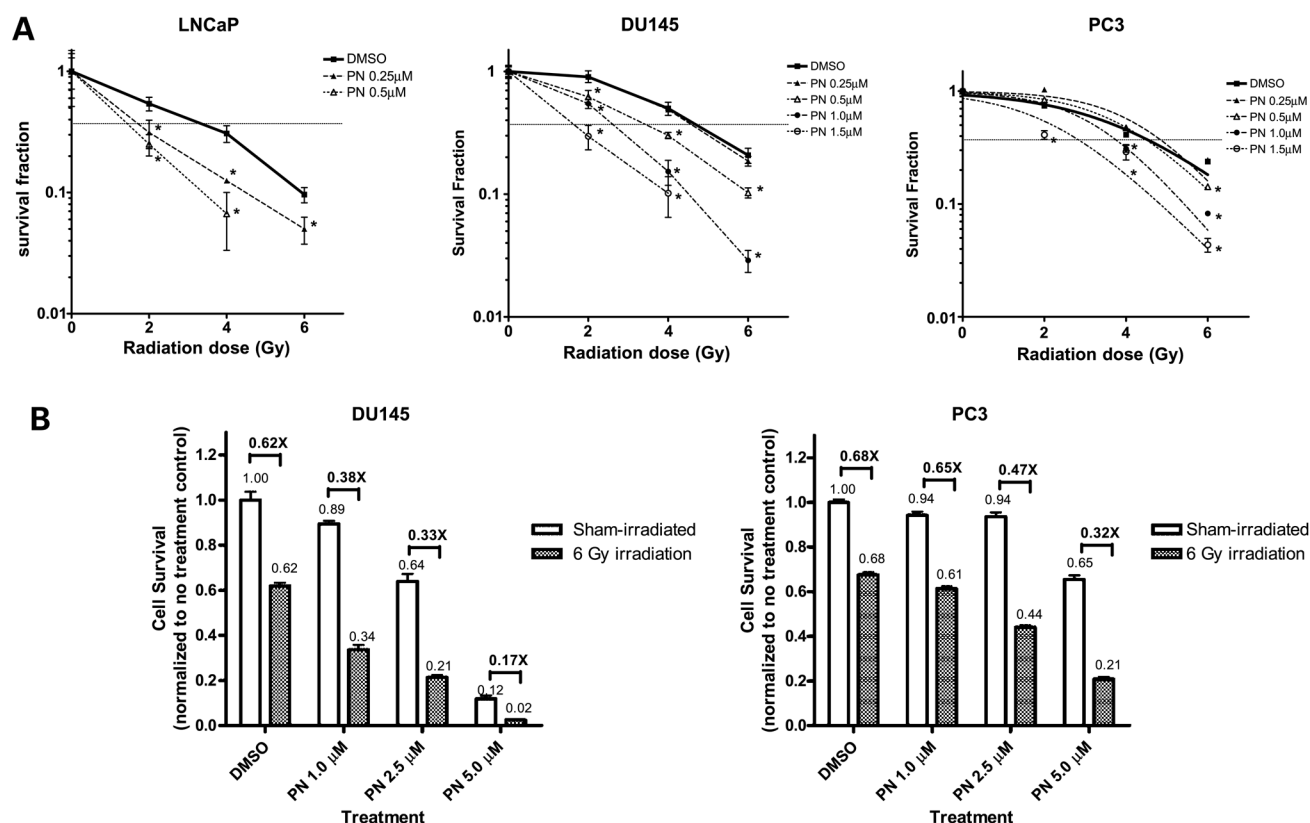 A
LNCaP
DMSO
PN 0.25μM
PN 0.5μM
1
0.1
0.01
survival fraction
0 2 4 6
Radiation dose (Gy)
* * * * *
DU145
DMSO
PN 0.25μM
PN 0.5μM
PN 1.0μM
PN 1.5μM
1
0.1
0.01
Survival Fraction
0 2 4 6
Radiation dose (Gy)
* * * * * * * *
PC3
DMSO
PN 0.25μM
PN 0.5μM
PN 1.0μM
PN 1.5μM
1
0.1
0.01
Survival Fraction
0 2 4 6
Radiation dose (Gy)
* * * * * *
B
DU145
Cell Survival
(normalized to no treatment control)
1.2
1.0
0.8
0.6
0.4
0.2
0.0
0.62X
1.00
0.62
0.38X
0.89
0.34
0.33X
0.64
0.21
0.17X
0.12
0.02
Sham-irradiated
6 Gy irradiation
DMSO
PN 1.0 μM
PN 2.5 μM
PN 5.0 μM
Treatment
PC3
Cell Survival
(normalized to no treatment control)
1.2
1.0
0.8
0.6
0.4
0.2
0.0
0.68X
1.00
0.68
0.65X
0.94
0.61
0.47X
0.94
0.44
0.32X
0.65
0.21
Sham-irradiated
6 Gy irradiation
DMSO
PN 1.0 μM
PN 2.5 μM
PN 5.0 μM
Treatment